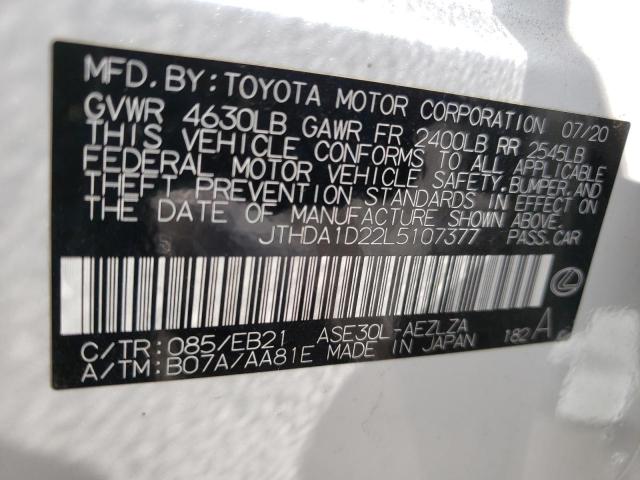 MFD. BY: TOYOTA MOTOR CORPORATION 07/20
GVWR 4630LB GAWR FR 2400LB RR 2545LB
THIS VEHICLE CONFORMS TO ALL APPLICABLE
FEDERAL MOTOR VEHICLE SAFETY, BUMPER, AND
THEFT PREVENTION STANDARDS IN EFFECT ON
THE DATE OF MANUFACTURE SHOWN ABOVE.
JTHDA1D22L5107377 PASS. CAR
C/TR: 085/EB21 ASE30L-AEZLZA
A/TM: B07A/AA81E MADE IN JAPAN 182 A